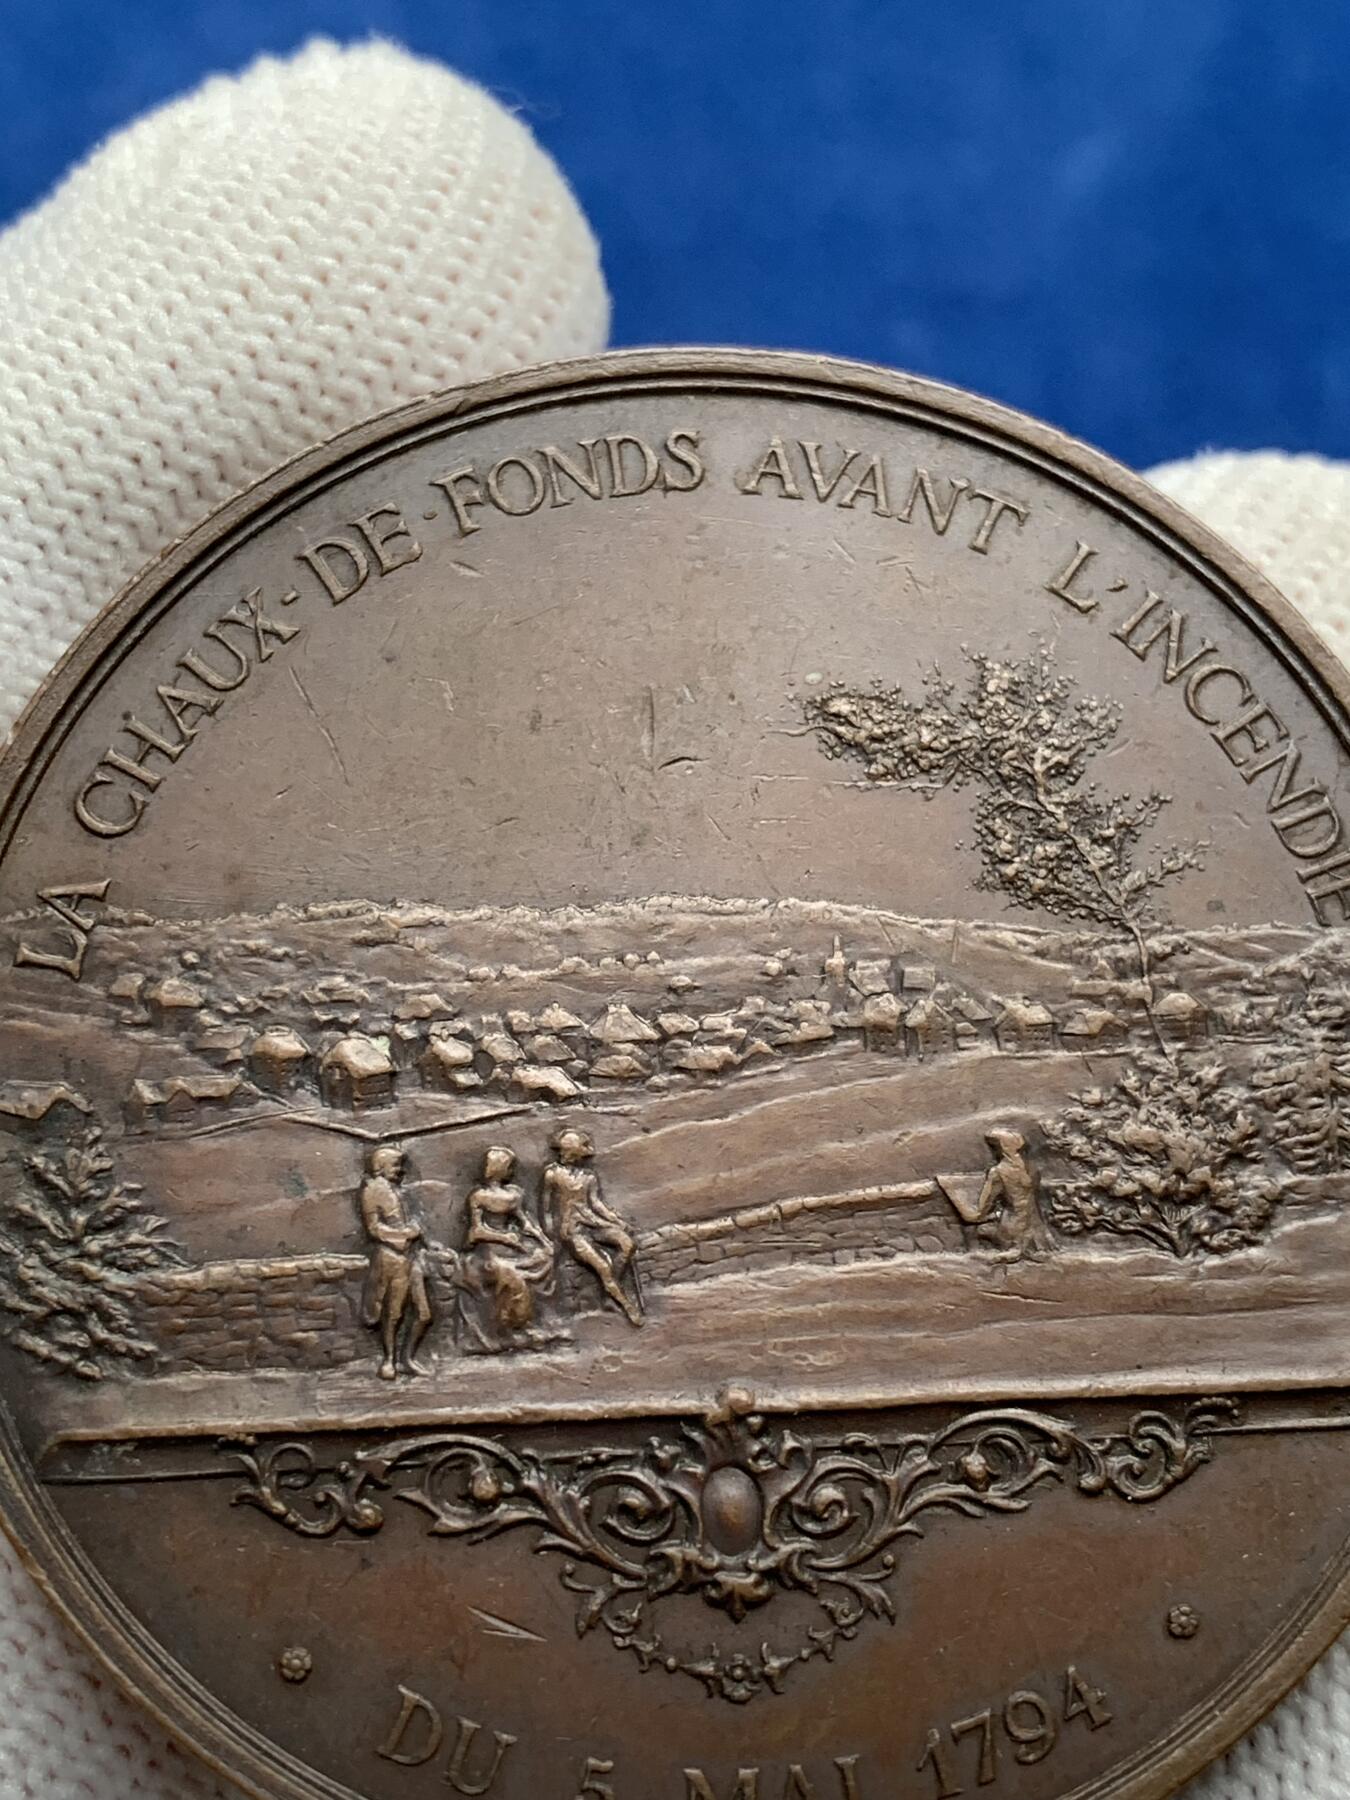 LA CHAUX-DE-FONDS AVANT L'INCENDIE
DU 5 MAI 1794